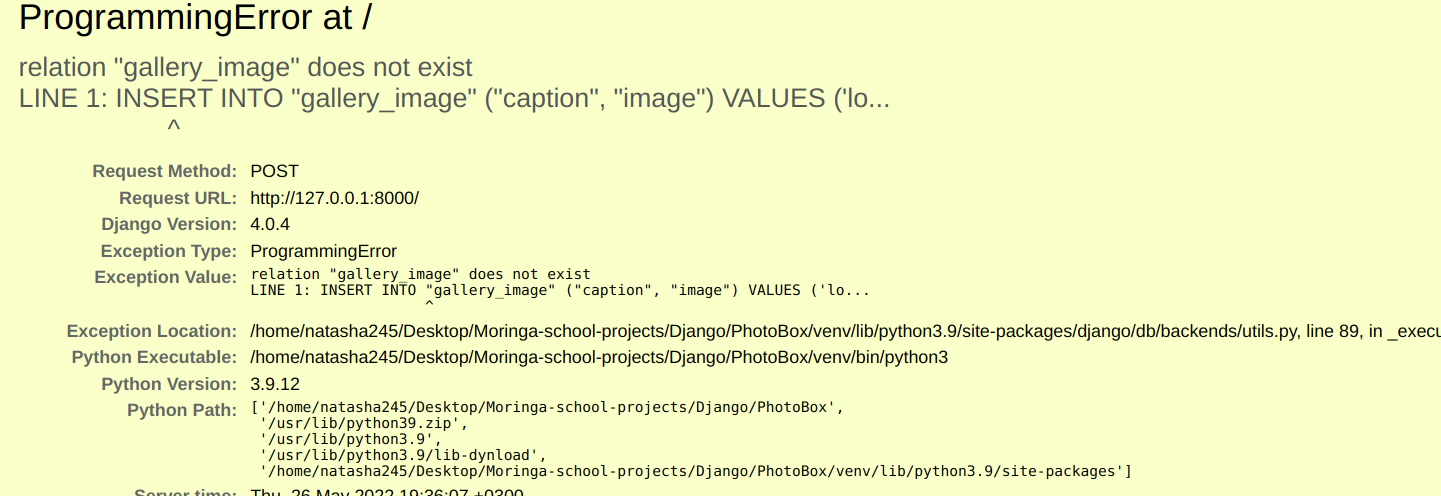 ProgrammingError at /
relation "gallery_image" does not exist
LINE 1: INSERT INTO "gallery_image" ("caption", "image") VALUES ('lo...
^
Request Method: POST
Request URL: http://127.0.0.1:8000/
Django Version: 4.0.4
Exception Type: ProgrammingError
Exception Value: relation "gallery_image" does not exist
LINE 1: INSERT INTO "gallery_image" ("caption", "image") VALUES ('lo...
^
Exception Location: /home/natasha245/Desktop/Moringa-school-projects/Django/PhotoBox/venv/lib/python3.9/site-packages/django/db/backends/utils.py, line 89, in _execu
Python Executable: /home/natasha245/Desktop/Moringa-school-projects/Django/PhotoBox/venv/bin/python3
Python Version: 3.9.12
Python Path: ['/home/natasha245/Desktop/Moringa-school-projects/Django/PhotoBox',
'/usr/lib/python39.zip',
'/usr/lib/python3.9',
'/usr/lib/python3.9/lib-dynload',
'/home/natasha245/Desktop/Moringa-school-projects/Django/PhotoBox/venv/lib/python3.9/site-packages']
Server time: Thu, 26 May 2022 19:36:07 +0300